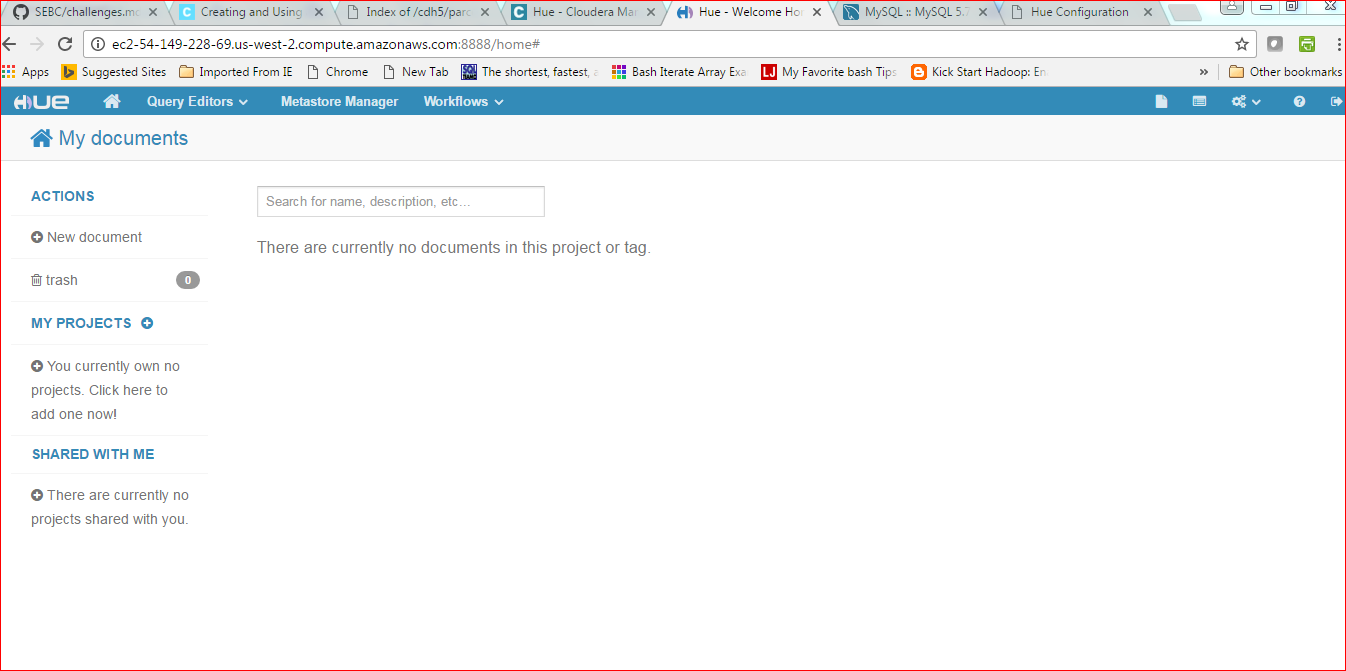 SEBC/challenges.mc
Creating and Using
Index of /cdh5/parc
Hue - Cloudera Mar
Hue - Welcome Ho
MySQL :: MySQL 5.7
Hue Configuration
ec2-54-149-228-69.us-west-2.compute.amazonaws.com:8888/home#
Apps
Suggested Sites
Imported From IE
Chrome
New Tab
The shortest, fastest, a
Bash Iterate Array Exa
LJ
My Favorite bash Tips
Kick Start Hadoop: En
»
Other bookmarks
HUE
Query Editors
Metastore Manager
Workflows
My documents
ACTIONS
New document
trash
0
MY PROJECTS
You currently own no
projects. Click here to
add one now!
SHARED WITH ME
There are currently no
projects shared with you.
Search for name, description, etc...
There are currently no documents in this project or tag.